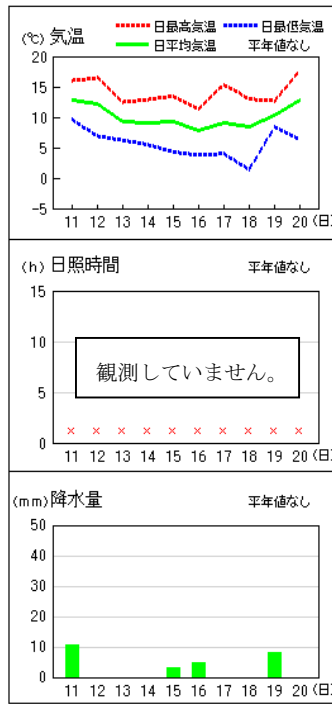 (℃) 気温
日最高気温 日最低気温
日平均気温 平年値なし
20
15
10
5
0
-5
11 12 13 14 15 16 17 18 19 20 (日)
(h) 日照時間 平年値なし
15
10
観測していません。
5
0
× × × × × × × × × ×
11 12 13 14 15 16 17 18 19 20 (日)
(mm) 降水量 平年値なし
50
40
30
20
10
0
11 12 13 14 15 16 17 18 19 20 (日)